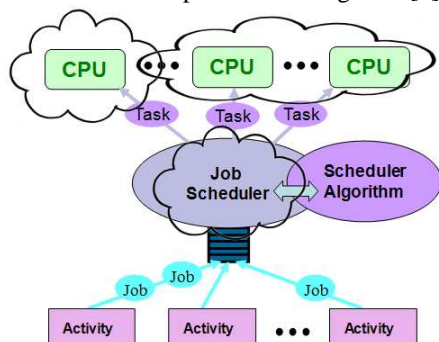 CPU
CPU
CPU
Task
Task
Task
Job
Scheduler
Scheduler
Algorithm
Job
Job
Job
Activity
Activity
Activity